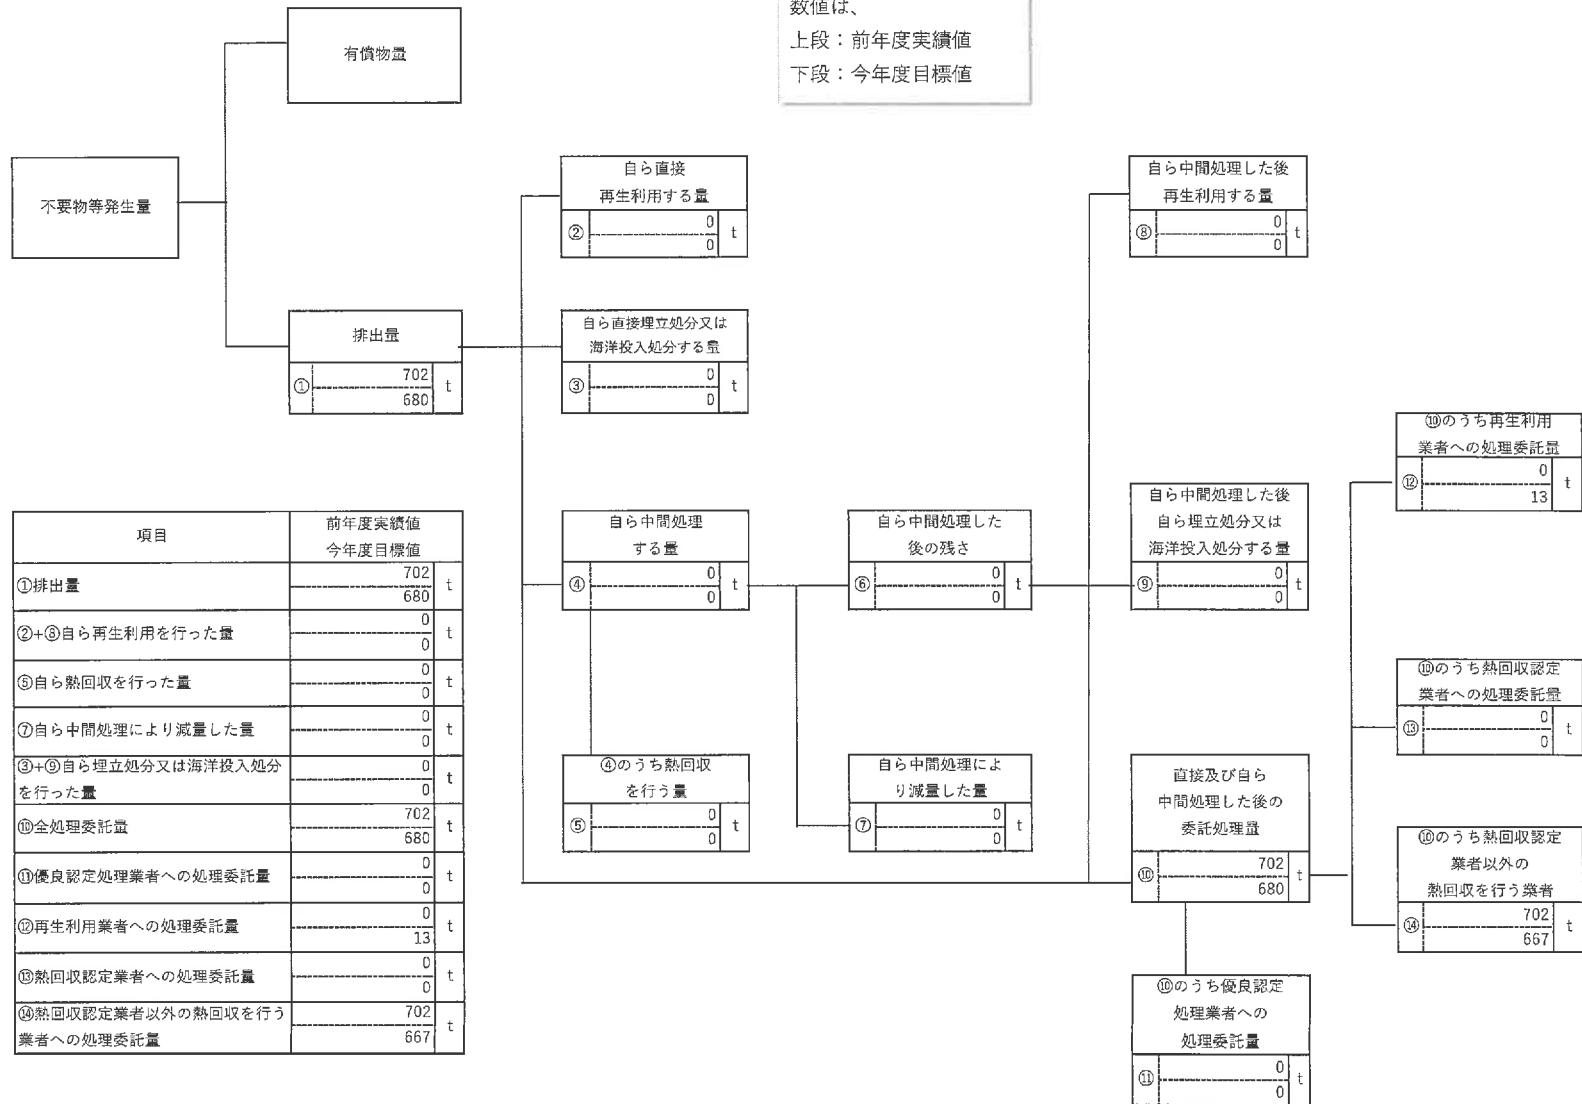 数値は、
上段：前年度実績値
下段：今年度目標値
有償物量
不要物等発生量
排出量
①
702
680
t
自ら直接
再生利用する量
②
0
0
t
自ら直接埋立処分又は
海洋投入処分する量
③
0
0
t
自ら中間処理
する量
④
0
0
t
④のうち熱回収
を行う量
⑤
0
0
t
自ら中間処理した
後の残さ
⑥
0
0
t
自ら中間処理によ
り減量した量
⑦
0
0
t
自ら中間処理した後
再生利用する量
⑧
0
0
t
自ら中間処理した後
自ら埋立処分又は
海洋投入処分する量
⑨
0
0
t
直接及び自ら
中間処理した後の
委託処理量
⑩
702
680
t
⑩のうち優良認定
処理業者への
処理委託量
⑪
0
0
t
⑩のうち再生利用
業者への処理委託量
⑫
0
13
t
⑩のうち熱回収認定
業者への処理委託量
⑬
0
0
t
⑩のうち熱回収認定
業者以外の
熱回収を行う業者
⑭
702
667
t
項目
前年度実績値
今年度目標値
①排出量
702
680
t
②+⑧自ら再生利用を行った量
0
0
t
⑤自ら熱回収を行った量
0
0
t
⑦自ら中間処理により減量した量
0
0
t
③+⑨自ら埋立処分又は海洋投入処分
を行った量
0
0
t
⑩全処理委託量
702
680
t
⑪優良認定処理業者への処理委託量
0
0
t
⑫再生利用業者への処理委託量
0
13
t
⑬熱回収認定業者への処理委託量
0
0
t
⑭熱回収認定業者以外の熱回収を行う
業者への処理委託量
702
667
t